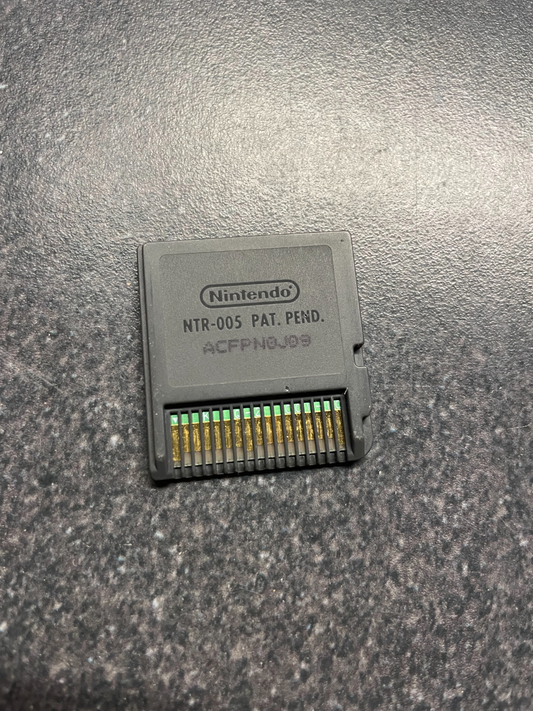 Nintendo®
NTR-005 PAT. PEND.
ACFPN0J09